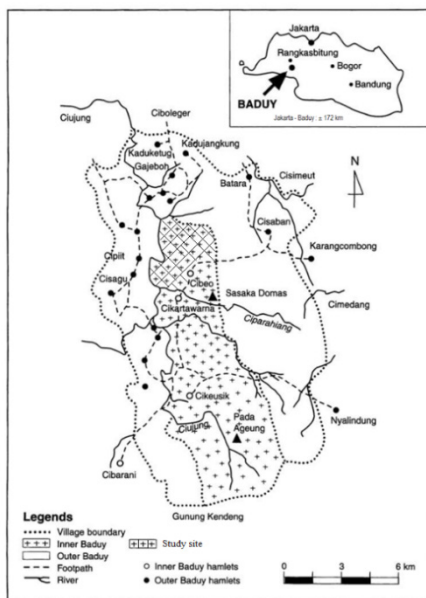 Jakarta
Rangkasbitung
Bogor
BADUY
Bandung
Jakarta - Baduy : ± 172 km
Ciboleger
Ciujung
Kaduketug
Kadujangkung
Gajeboh
N
Batara
Cisimeut
Cisaban
Cipiit
Karangcombong
Cisagu
Cibeo
Sasaka Domas
Cikartawarna
Cimedang
Ciparahiang
Cikeusik
Ciujung
Pada
Ageung
Nyalindung
Cibarani
Gunung Kendeng
Legends
Village boundary
Inner Baduy Study site
Outer Baduy
Footpath Inner Baduy hamlets
River Outer Baduy hamlets
0 3 6 km